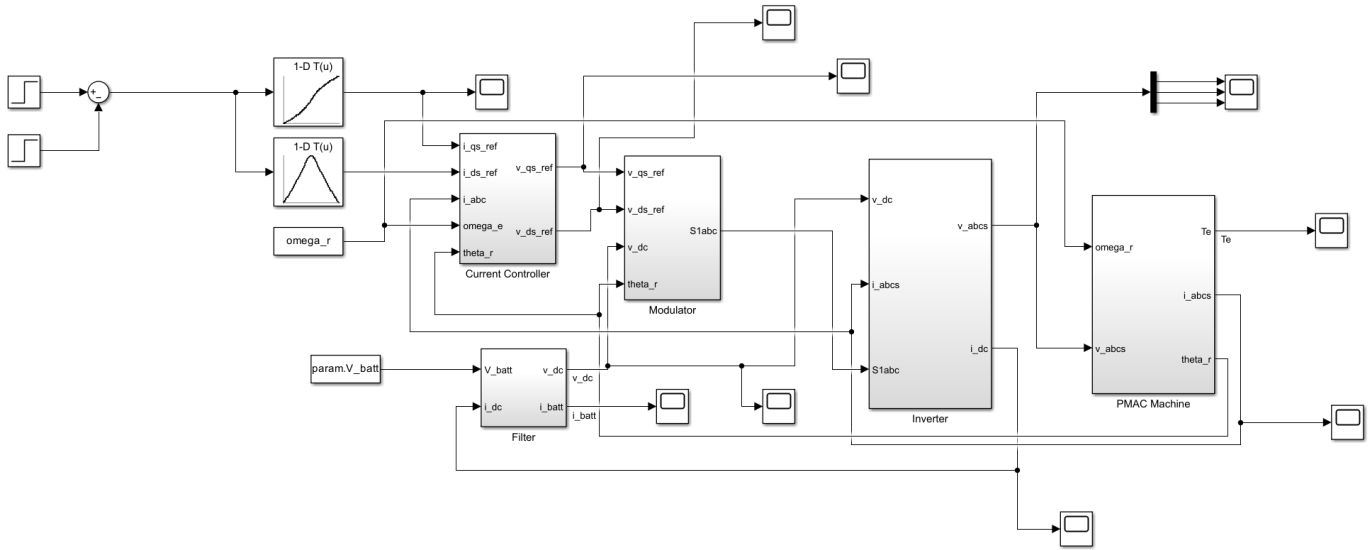 1-D T(u)
1-D T(u)
omega_r
i_qs_ref
i_ds_ref
i_abc
omega_e
theta_r
v_qs_ref
v_ds_ref
Current Controller
v_qs_ref
v_ds_ref
v_dc
theta_r
S1abc
Modulator
param.V_batt
V_batt
i_dc
v_dc
i_batt
Filter
v_dc
i_batt
v_dc
i_abcs
S1abc
v_abcs
i_dc
Inverter
omega_r
v_abcs
Te
i_abcs
theta_r
PMAC Machine
Te